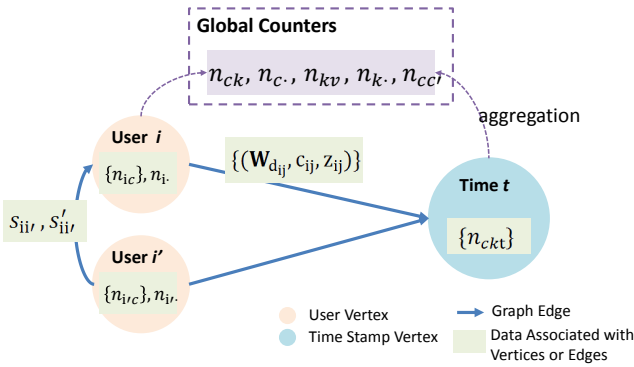 Global Counters
n_{ck}, n_{c·}, n_{kv}, n_{k·}, n_{cc'}
aggregation
User i
{n_{ic}}, n_{i·}
{(W_{d_{ij}}, c_{ij}, z_{ij})}
Time t
{n_{ckt}}
s_{ii'}, s'_{ii'}
User i'
{n_{i'c}}, n_{i'·}
User Vertex
Time Stamp Vertex
Graph Edge
Data Associated with
Vertices or Edges